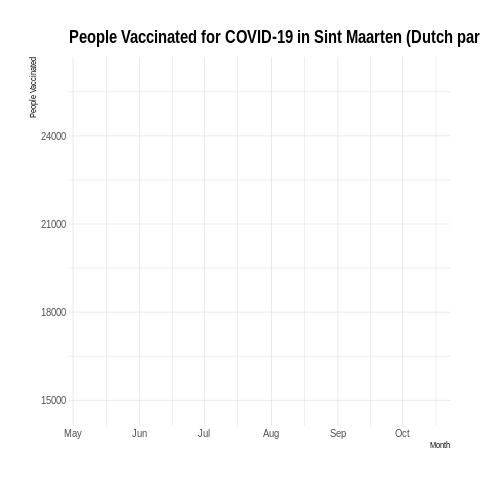 People Vaccinated for COVID-19 in Sint Maarten (Dutch par
People Vaccinated
24000
21000
18000
15000
May Jun Jul Aug Sep Oct
Month